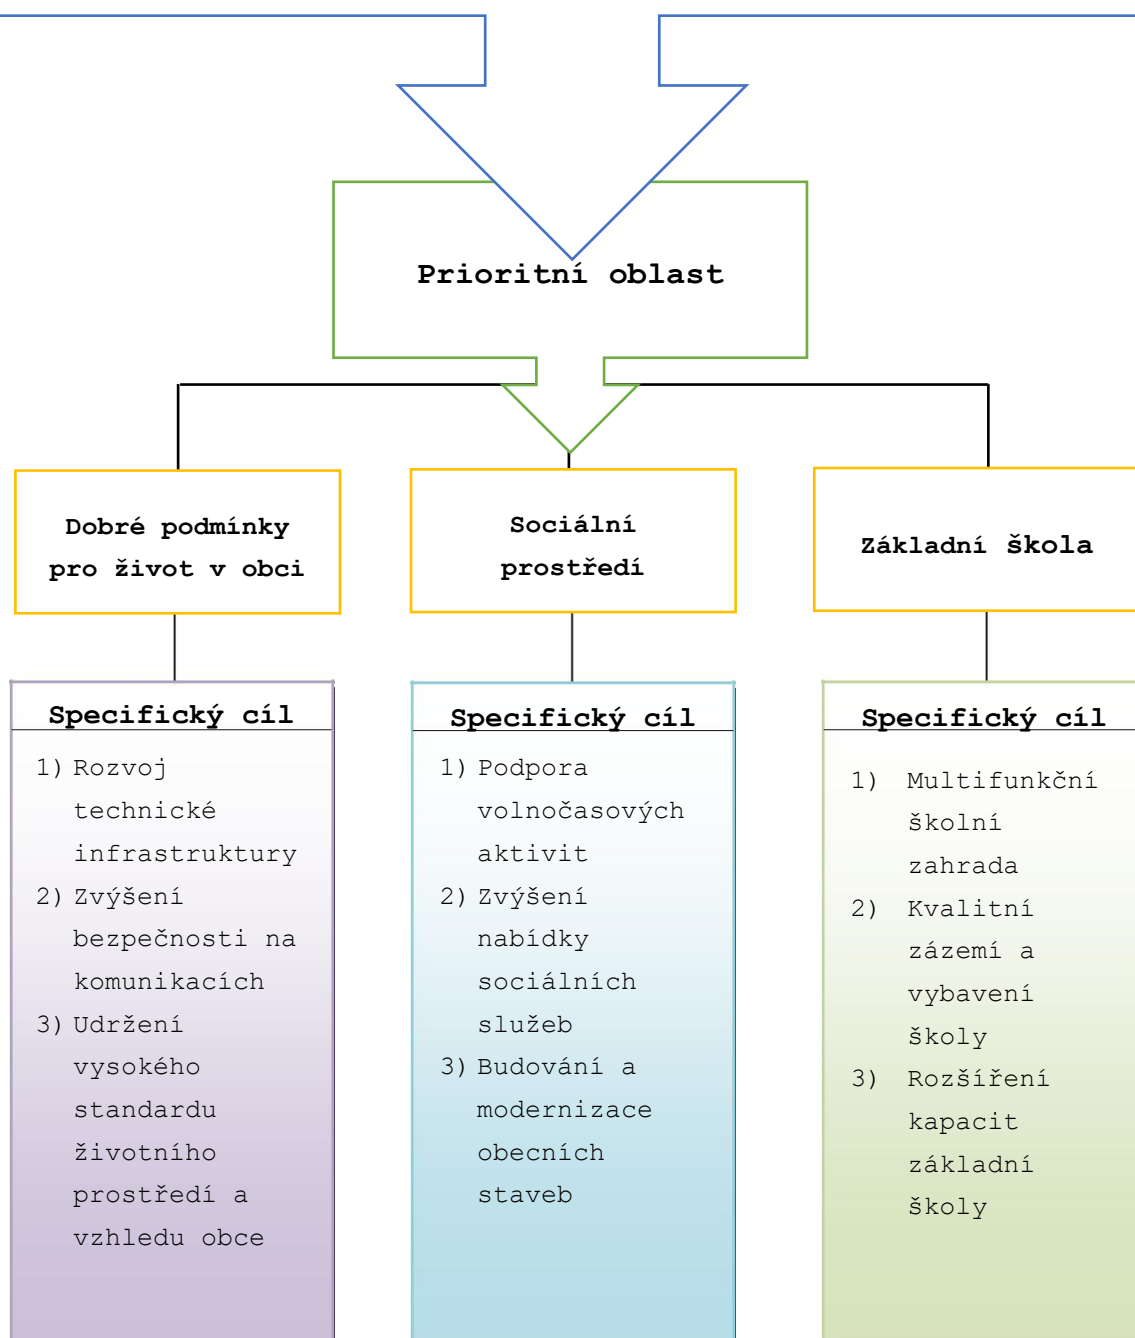 Prioritní oblast
Dobré podmínky
pro život v obci
Sociální
prostředí
Základní škola
Specifický cíl
1) Rozvoj
technické
infrastruktury
2) Zvýšení
bezpečnosti na
komunikacích
3) Udržení
vysokého
standardu
životního
prostředí a
vzhledu obce
Specifický cíl
1) Podpora
volnočasových
aktivit
2) Zvýšení
nabídky
sociálních
služeb
3) Budování a
modernizace
obecních
staveb
Specifický cíl
1) Multifunkční
školní
zahrada
2) Kvalitní
zázemí a
vybavení
školy
3) Rozšíření
kapacit
základní
školy